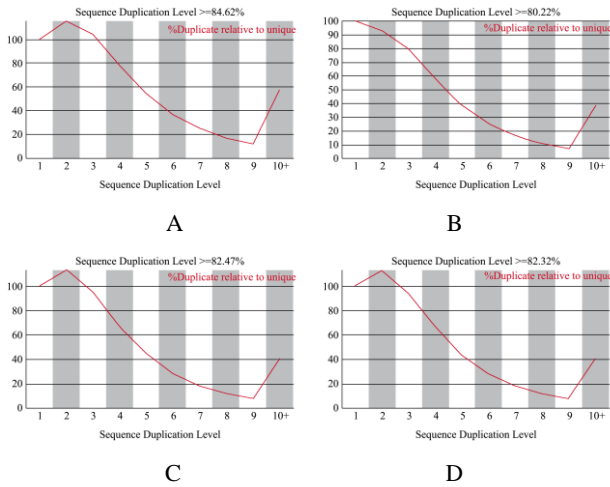 Sequence Duplication Level >=84.62%
%Duplicate relative to unique
100
80
60
40
20
0
1 2 3 4 5 6 7 8 9 10+
Sequence Duplication Level
A
Sequence Duplication Level >=80.22%
%Duplicate relative to unique
100
90
80
70
60
50
40
30
20
10
0
1 2 3 4 5 6 7 8 9 10+
Sequence Duplication Level
B
Sequence Duplication Level >=82.47%
%Duplicate relative to unique
100
80
60
40
20
0
1 2 3 4 5 6 7 8 9 10+
Sequence Duplication Level
C
Sequence Duplication Level >=82.32%
%Duplicate relative to unique
100
80
60
40
20
0
1 2 3 4 5 6 7 8 9 10+
Sequence Duplication Level
D